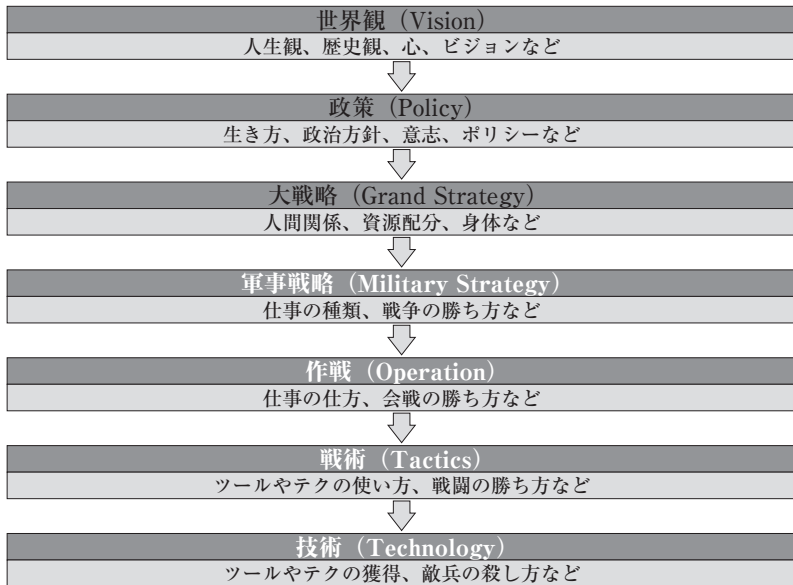 世界観（Vision）
人生観、歴史観、心、ビジョンなど
政策（Policy）
生き方、政治方針、意志、ポリシーなど
大戦略（Grand Strategy）
人間関係、資源配分、身体など
軍事戦略（Military Strategy）
仕事の種類、戦争の勝ち方など
作戦（Operation）
仕事の仕方、会戦の勝ち方など
戦術（Tactics）
ツールやテクの使い方、戦闘の勝ち方など
技術（Technology）
ツールやテクの獲得、敵兵の殺し方など